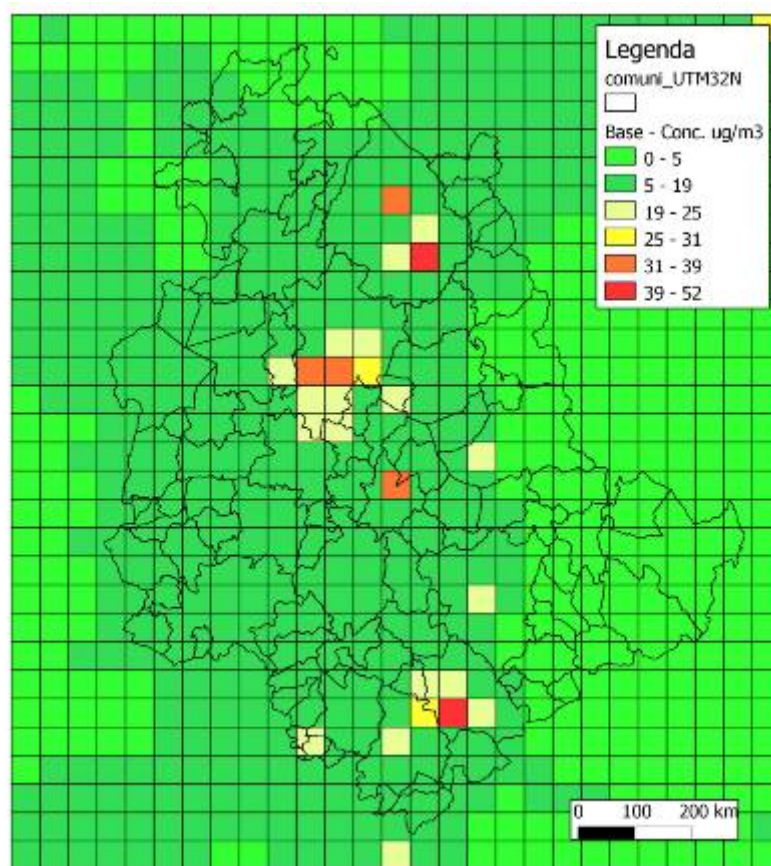 Legenda
comuni_UTM32N
Base - Conc. ug/m3
0 - 5
5 - 19
19 - 25
25 - 31
31 - 39
39 - 52
0 100 200 km